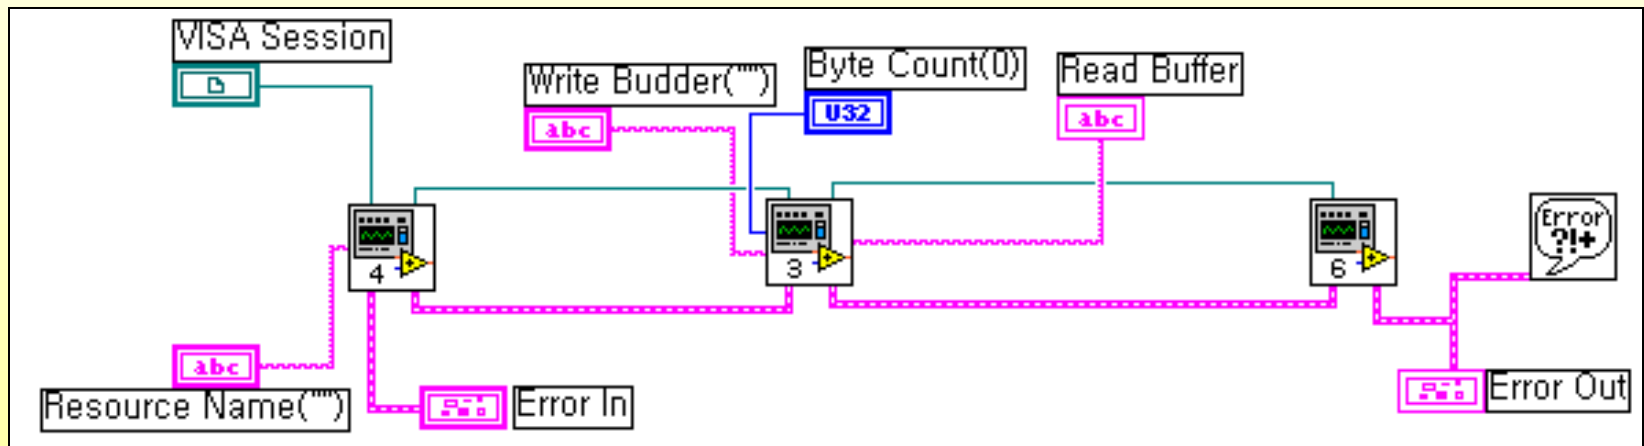 VISA Session
Write Budder("")
abc
Byte Count(0)
U32
Read Buffer
abc
4
3
6
Error
?!+
abc
Resource Name("")
Error In
Error Out